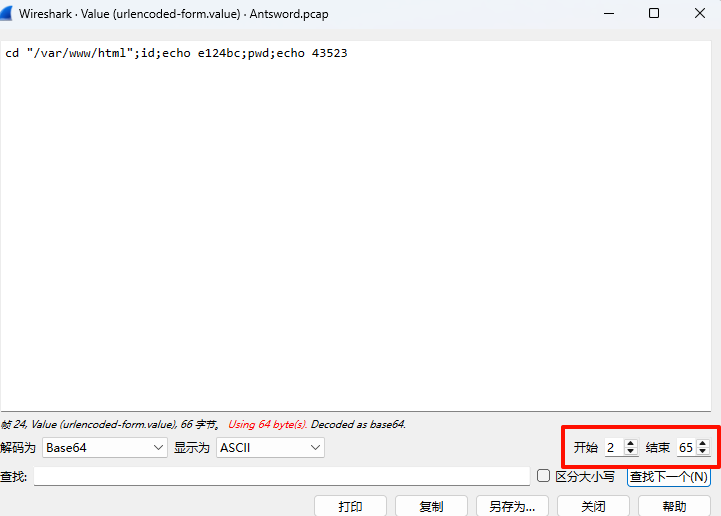 Wireshark · Value (urlencoded-form.value) · Antsword.pcap
cd "/var/www/html";id;echo e124bc;pwd;echo 43523
帧 24, Value (urlencoded-form.value), 66 字节。 Using 64 byte(s). Decoded as base64.
解码为 Base64 显示为 ASCII 开始 2 结束 65
查找: 区分大小写 查找下一个(N)
打印 复制 另存为... 关闭 帮助